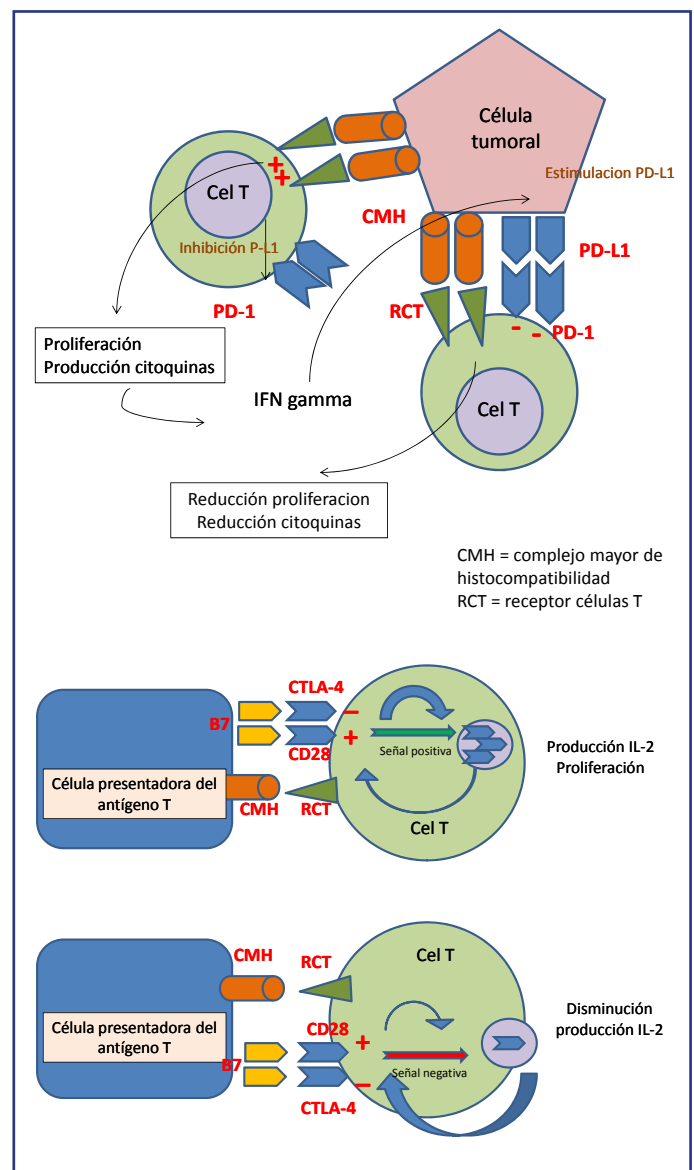 Célula
tumoral
Estimulacion PD-L1
Cel T
++
CMH
Inhibición P-L1
PD-L1
PD-1
RCT
- - PD-1
Proliferación
Producción citoquinas
IFN gamma
Cel T
Reducción proliferacion
Reducción citoquinas
CMH = complejo mayor de
histocompatibilidad
RCT = receptor células T
CTLA-4
B7
−
+
CD28
Señal positiva
Producción IL-2
Proliferación
Célula presentadora del
antígeno T
CMH
RCT
Cel T
CMH
RCT
Cel T
Célula presentadora del
antígeno T
CD28
+
B7
−
Señal negativa
CTLA-4
Disminución
producción IL-2